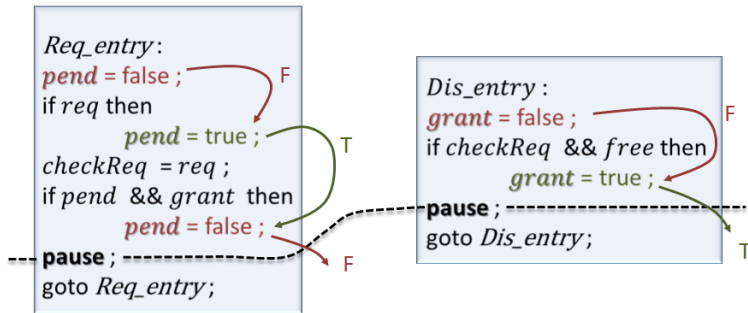 Req_entry:
pend = false ;
F
if req then
pend = true ;
T
checkReq = req ;
if pend && grant then
pend = false ;
F
pause ;
goto Req_entry ;
Dis_entry :
grant = false ;
F
if checkReq && free then
grant = true ;
pause ;
T
goto Dis_entry ;